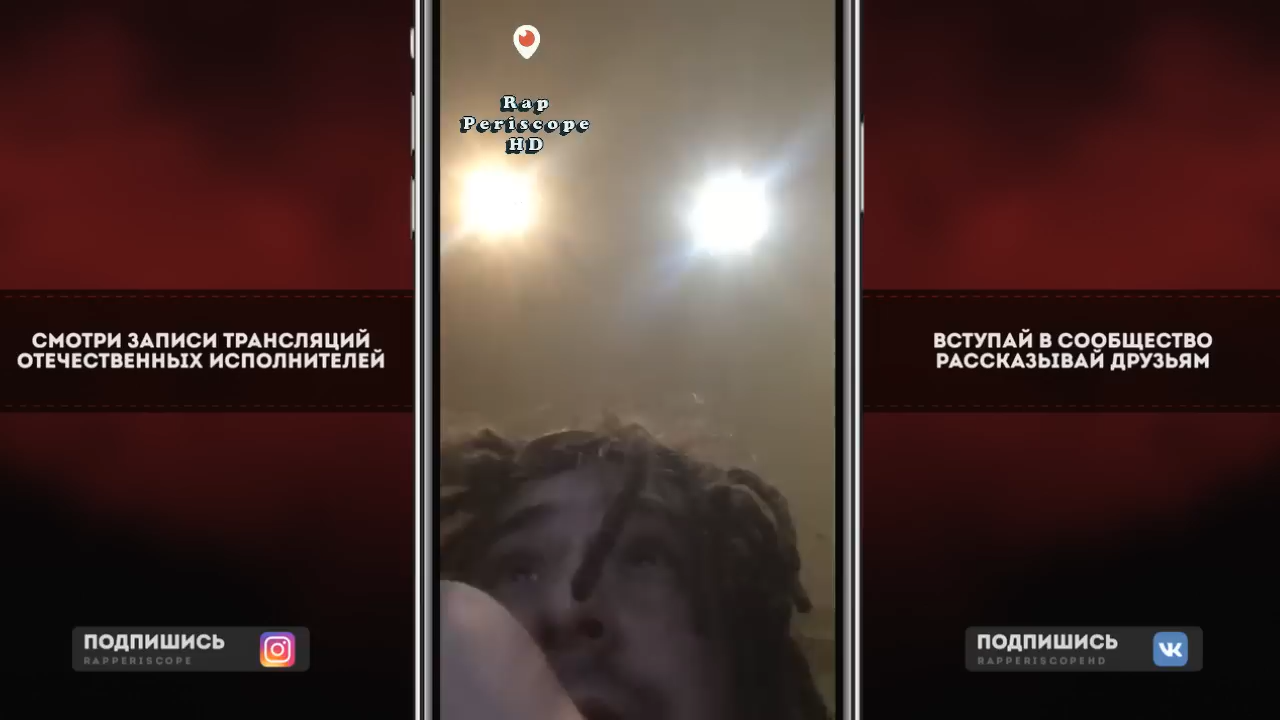 Rap
Periscope
HD
СМОТРИ ЗАПИСИ ТРАНСЛЯЦИЙ
ОТЕЧЕСТВЕННЫХ ИСПОЛНИТЕЛЕЙ
ВСТУПАЙ В СООБЩЕСТВО
РАССКАЗЫВАЙ ДРУЗЬЯМ
ПОДПИШИСЬ
RAPPERISCOPE
ПОДПИШИСЬ
RAPPERISCOPEHD